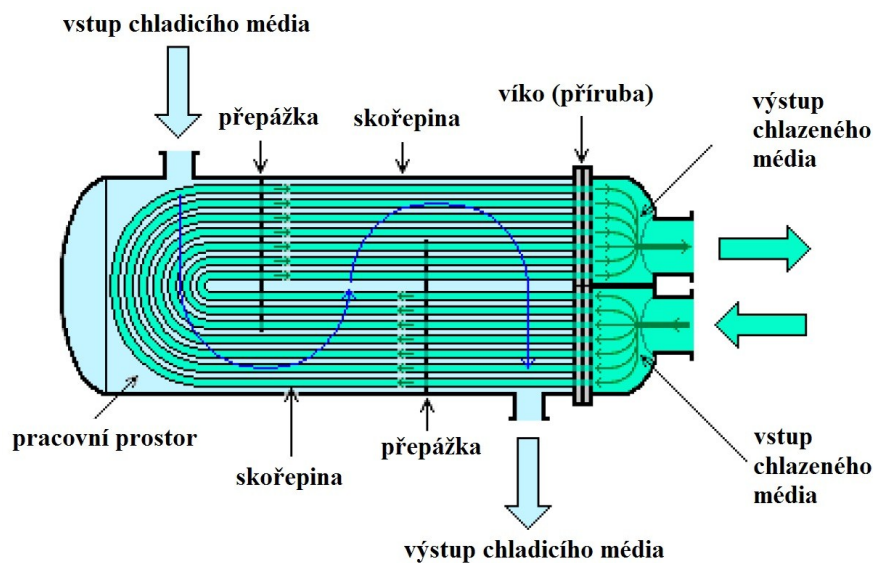 vstup chladicího média
přepážka
skořepina
víko (příruba)
výstup
chlazeného
média
pracovní prostor
skořepina
přepážka
vstup
chlazeného
média
výstup chladicího média